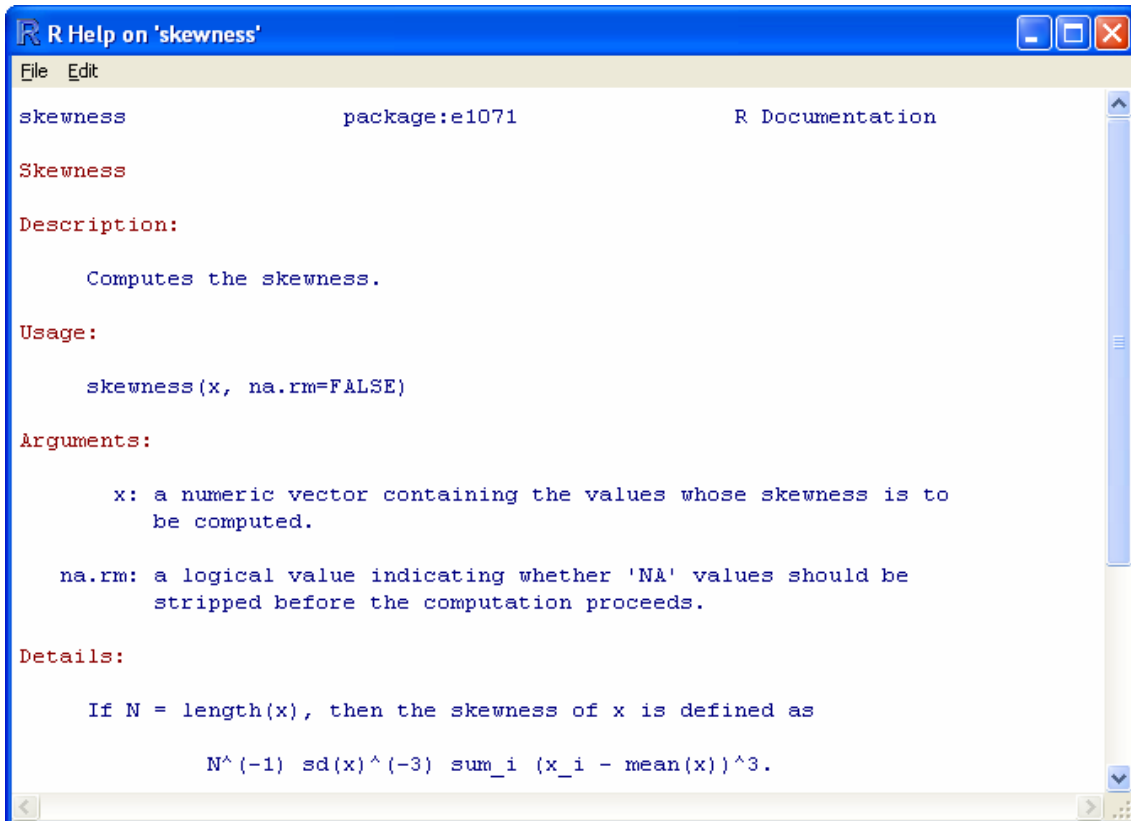 R Help on 'skewness'
File Edit
skewness package:e1071 R Documentation
Skewness
Description:
Computes the skewness.
Usage:
skewness(x, na.rm=FALSE)
Arguments:
x: a numeric vector containing the values whose skewness is to
be computed.
na.rm: a logical value indicating whether 'NA' values should be
stripped before the computation proceeds.
Details:
If N = length(x), then the skewness of x is defined as
N^(-1) sd(x)^(-3) sum_i (x_i - mean(x))^3.